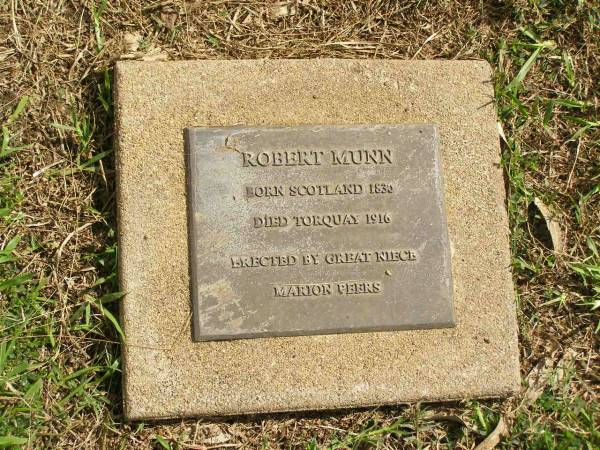 ROBERT MUNN
BORN SCOTLAND 1830
DIED TORQUAY 1916
ERECTED BY GREAT NIECE
MARION PEERS